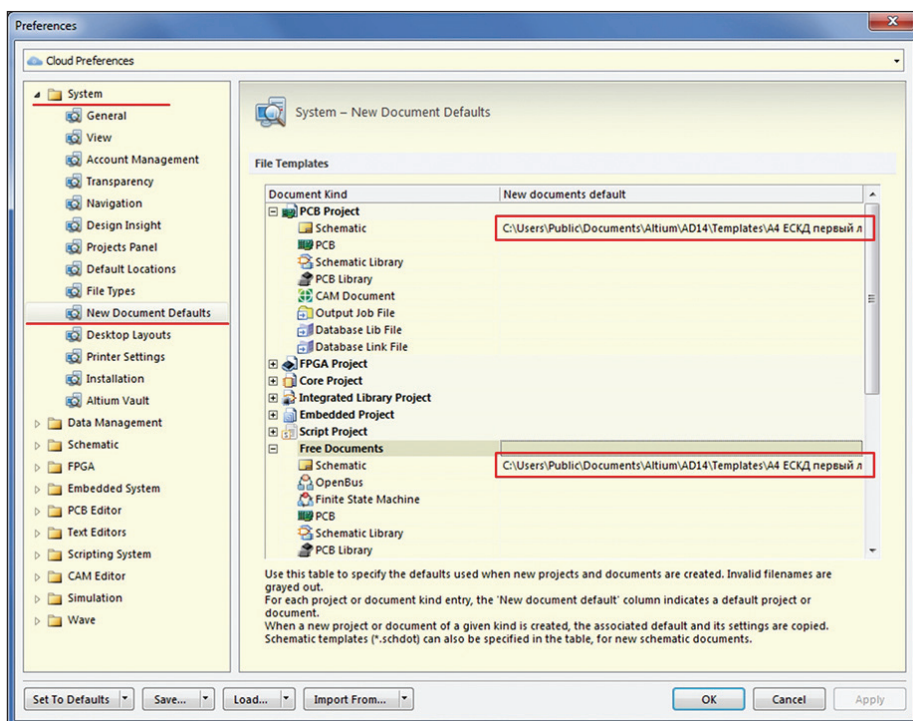 Preferences
Cloud Preferences
System
General
View
Account Management
Transparency
Navigation
Design Insight
Projects Panel
Default Locations
File Types
New Document Defaults
Desktop Layouts
Printer Settings
Installation
Altium Vault
Data Management
Schematic
FPGA
Embedded System
PCB Editor
Text Editors
Scripting System
CAM Editor
Simulation
Wave
System – New Document Defaults
File Templates
Document Kind New documents default
PCB Project
Schematic C:\Users\Public\Documents\Altium\AD14\Templates\A4 ЕСКД первый л
PCB
Schematic Library
PCB Library
CAM Document
Output Job File
Database Lib File
Database Link File
FPGA Project
Core Project
Integrated Library Project
Embedded Project
Script Project
Free Documents
Schematic C:\Users\Public\Documents\Altium\AD14\Templates\A4 ЕСКД первый л
OpenBus
Finite State Machine
PCB
Schematic Library
PCB Library
Use this table to specify the defaults used when new projects and documents are created. Invalid filenames are
grayed out.
For each project or document kind entry, the 'New document default' column indicates a default project or
document.
When a new project or document of a given kind is created, the associated default and its settings are copied.
Schematic templates (*.schdot) can also be specified in the table, for new schematic documents.
Set To Defaults Save... Load... Import From... OK Cancel Apply